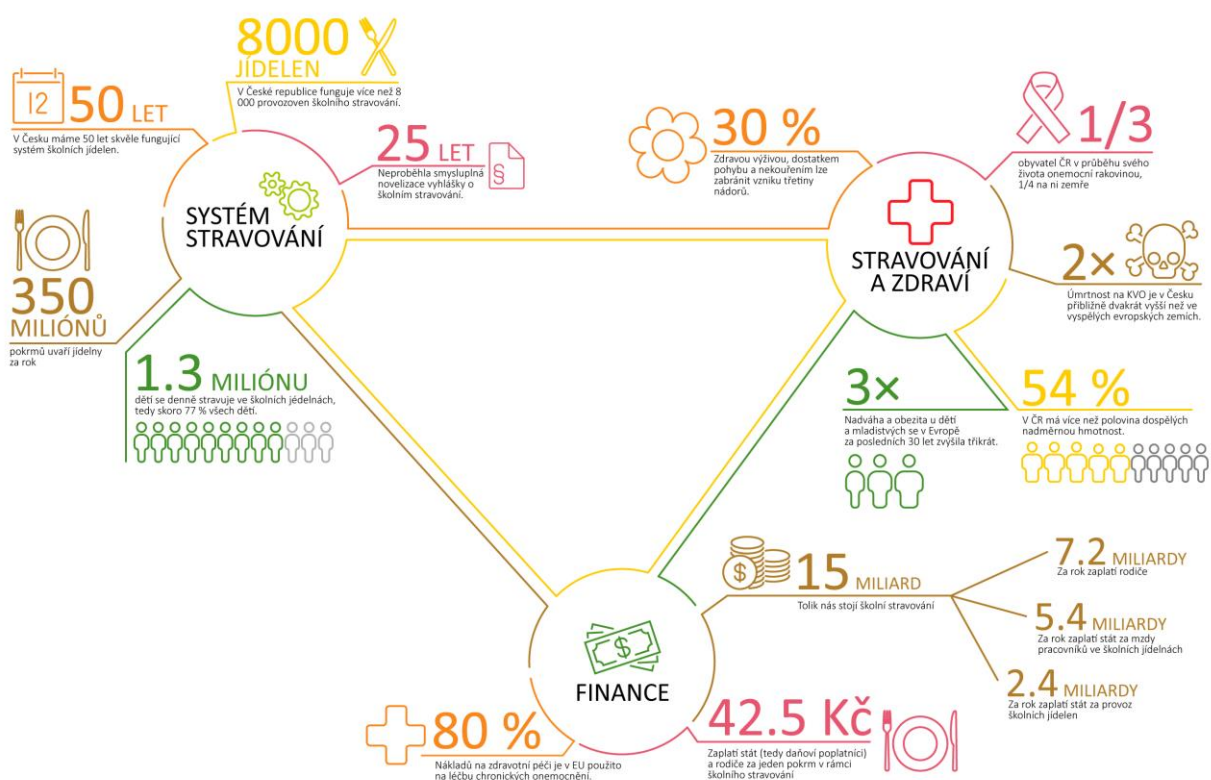 8000
JÍDELEN
V České republice funguje více než 8
000 provozoven školního stravování.
12
50 LET
V Česku máme 50 let skvěle fungující
systém školních jídelen.
25 LET
Neproběhla smysluplná
novelizace vyhlášky o
školním stravování.
§
SYSTÉM
STRAVOVÁNÍ
350
MILIÓNŮ
pokrmů uvaří jídelny
za rok
1.3 MILIÓNU
dětí se denně stravuje ve školních jédelnách,
tedy skoro 77 % všech dětí.
30 %
Zdravou výživou, dostatkem
pohybu a nekouřením lze
zabránit vzniku třetiny
nádorů.
1/3
obyvatel ČR v průběhu svého
života onemocní rakovinou,
1/4 na ni zemře
STRAVOVÁNÍ
A ZDRAVÍ
2×
Úmrtnost na KVO je v Česku
přibližně dvakrát vyšší než ve
vyspělých evropských zemích.
3×
Nadváha a obezita u dětí
a mladistvých se v Evropě
za posledních 30 let zvýšila třikrát.
54 %
V ČR má více než polovina dospělých
nadměrnou hmotnost.
$
15 MILIARD
Tolik nás stojí školní stravování
7.2 MILIARDY
Za rok zaplatí rodiče
5.4 MILIARDY
Za rok zaplatí stát za mzdy
pracovníků ve školních jídelnách
2.4 MILIARDY
Za rok zaplatí stát za provoz
školních jídelen
$
FINANCE
80 %
Nákladů na zdravotní péči je v EU použito
na léčbu chronických onemocnění.
42.5 Kč
Zaplatí stát (tedy daňoví poplatníci)
a rodiče za jeden pokrm v rámci
školního stravování